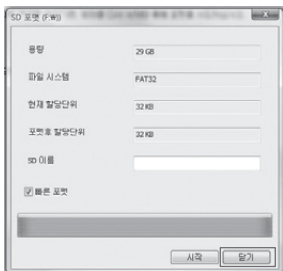 SD 포맷 (F:₩)
용량 29 GB
파일 시스템 FAT32
현재 할당단위 32 KB
포맷후 할당단위 32 KB
SD 이름
빠른 포맷
시작 닫기